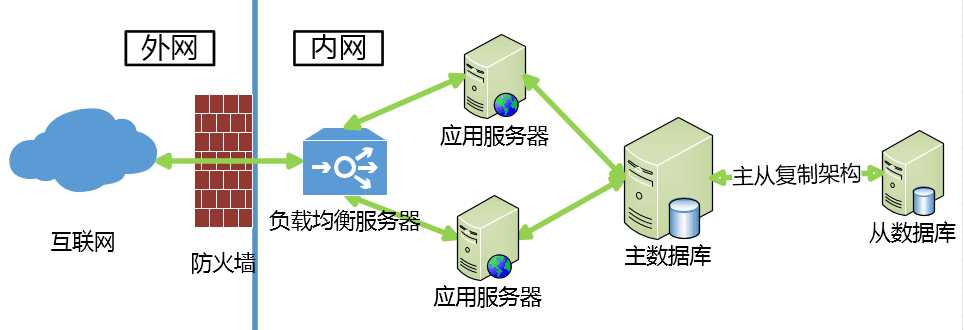 外网
内网
应用服务器
主从复制架构
负载均衡服务器
从数据库
互联网
主数据库
防火墙
应用服务器